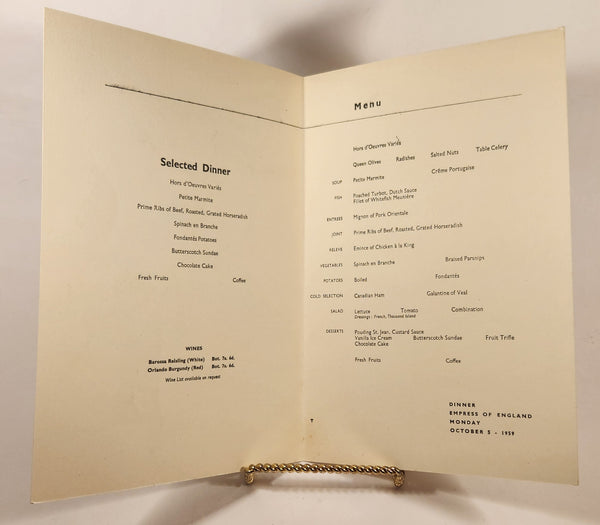 Selected Dinner
Hors d'Oeuvres Variés
Petite Marmite
Prime Ribs of Beef, Roasted, Grated Horseradish
Spinach en Branche
Fondantés Potatoes
Butterscotch Sundae
Chocolate Cake
Fresh Fruits Coffee
WINES
Barossa Reisling (White) Bot. 7s. 6d.
Orlando Burgundy (Red) Bot. 7s. 6d.
Wine List available on request
Menu
Hors d'Oeuvres Variés
Queen Olives Radishes Salted Nuts Table Celery
SOUP Petite Marmite Crême Portugaise
FISH Poached Turbot, Dutch Sauce
Fillet of Whitefish Meunière
ENTREES Mignon of Pork Orientale
JOINT Prime Ribs of Beef, Roasted, Grated Horseradish
RELEVE Emince of Chicken à la King
VEGETABLES Spinach en Branche Braised Parsnips
POTATOES Boiled Fondantés
COLD SELECTION Canadian Ham Galantine of Veal
SALAD Lettuce Tomato Combination
Dressings: French, Thousand Island
DESSERTS Pouding St. Jean, Custard Sauce
Vanilla Ice Cream Butterscotch Sundae Fruit Trifle
Chocolate Cake
Fresh Fruits Coffee
T
DINNER
EMPRESS OF ENGLAND
MONDAY
OCTOBER 5 - 1959